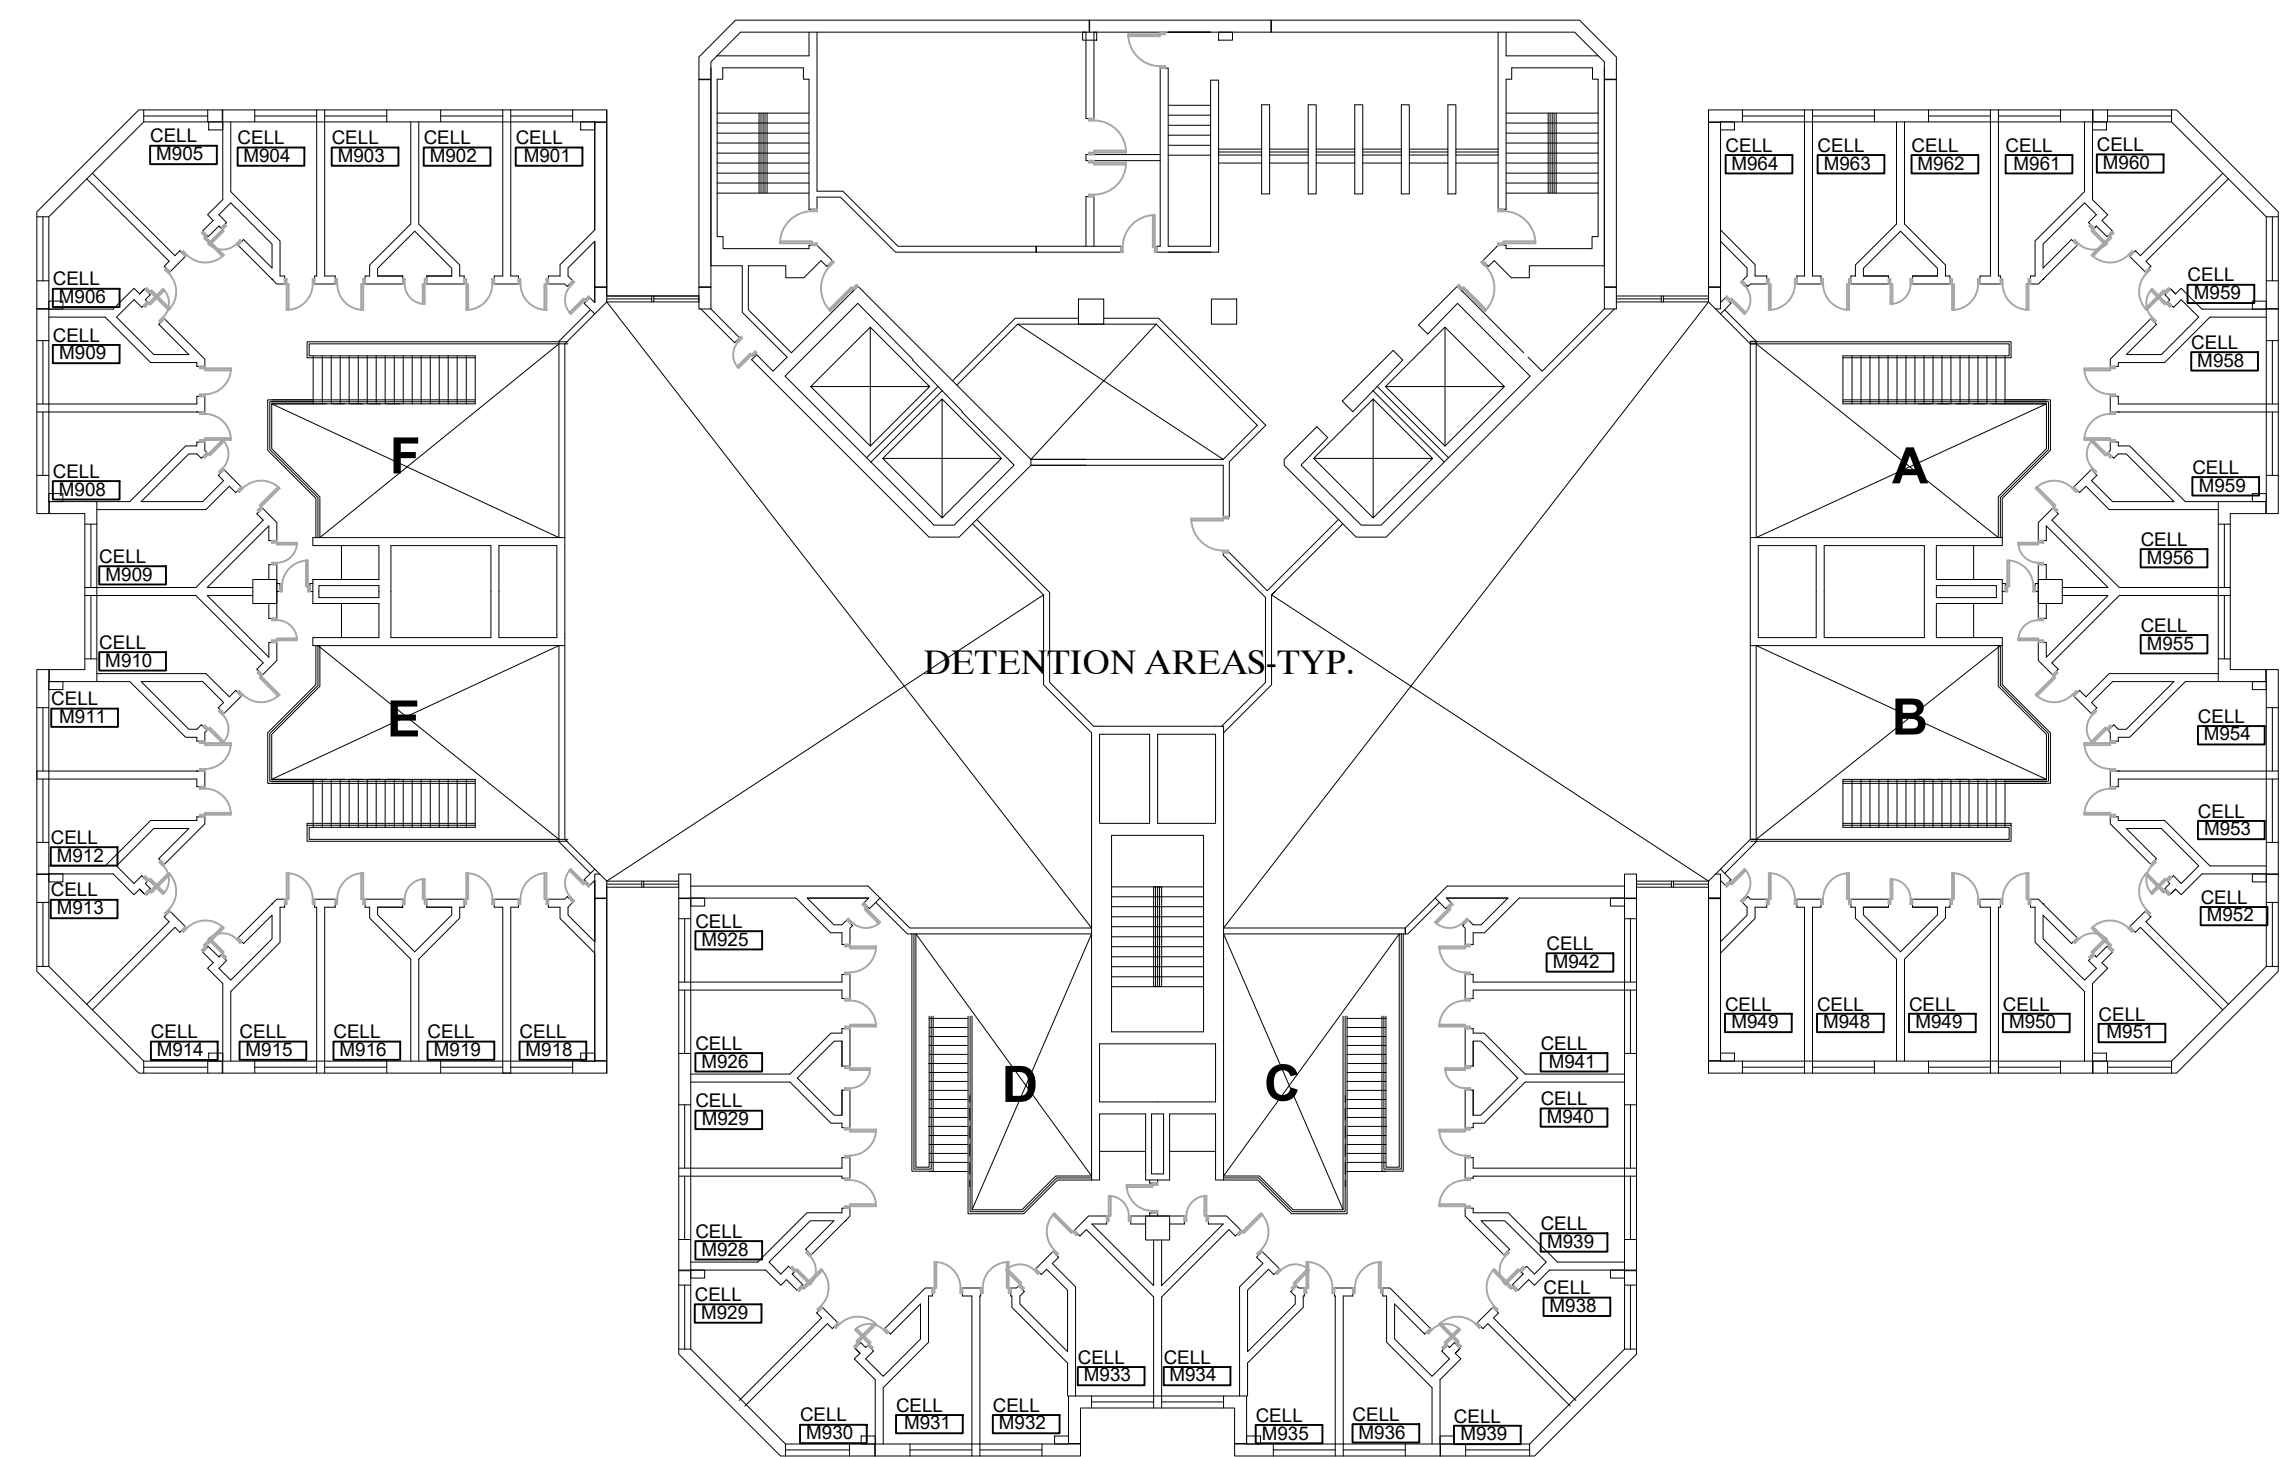 CELL
M905
CELL
M904
CELL
M903
CELL
M902
CELL
M901
CELL
M906
CELL
M909
CELL
M908
CELL
M909
CELL
M910
CELL
M911
CELL
M912
CELL
M913
CELL
M914
CELL
M915
CELL
M916
CELL
M919
CELL
M918
F
E
DETENTION AREAS-TYP.
CELL
M925
CELL
M926
CELL
M929
CELL
M928
CELL
M929
CELL
M930
CELL
M931
CELL
M932
CELL
M933
CELL
M934
CELL
M935
CELL
M936
CELL
M939
CELL
M938
CELL
M939
CELL
M940
CELL
M941
CELL
M942
D
C
CELL
M964
CELL
M963
CELL
M962
CELL
M961
CELL
M960
CELL
M959
CELL
M958
CELL
M959
CELL
M956
CELL
M955
CELL
M954
CELL
M953
CELL
M952
CELL
M951
CELL
M950
CELL
M949
CELL
M948
CELL
M949
A
B